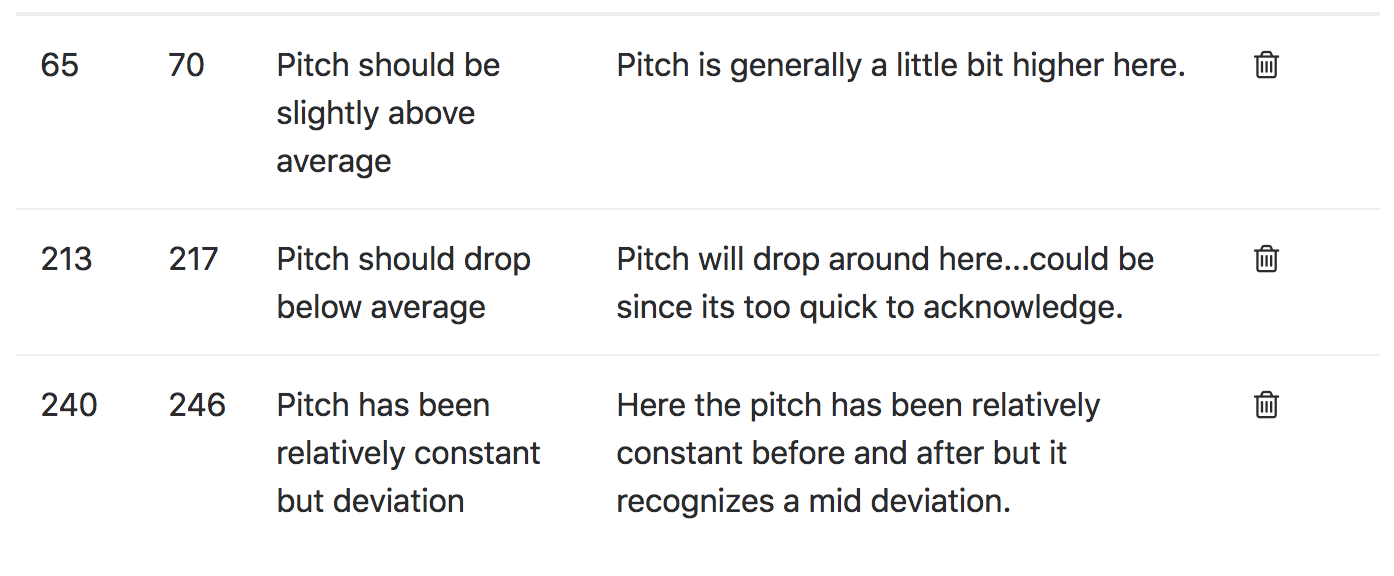 65 70 Pitch should be Pitch is generally a little bit higher here.
slightly above
average
213 217 Pitch should drop Pitch will drop around here...could be
below average since its too quick to acknowledge.
240 246 Pitch has been Here the pitch has been relatively
relatively constant constant before and after but it
but deviation recognizes a mid deviation.